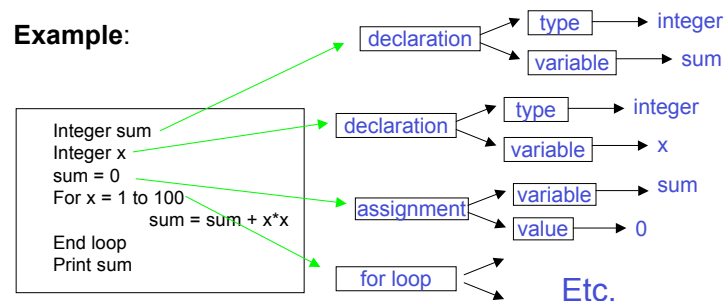 Example:
Integer sum
Integer x
sum = 0
For x = 1 to 100
sum = sum + x*x
End loop
Print sum
declaration
type
integer
variable
sum
declaration
type
integer
variable
x
assignment
variable
sum
value
0
for loop
Etc.